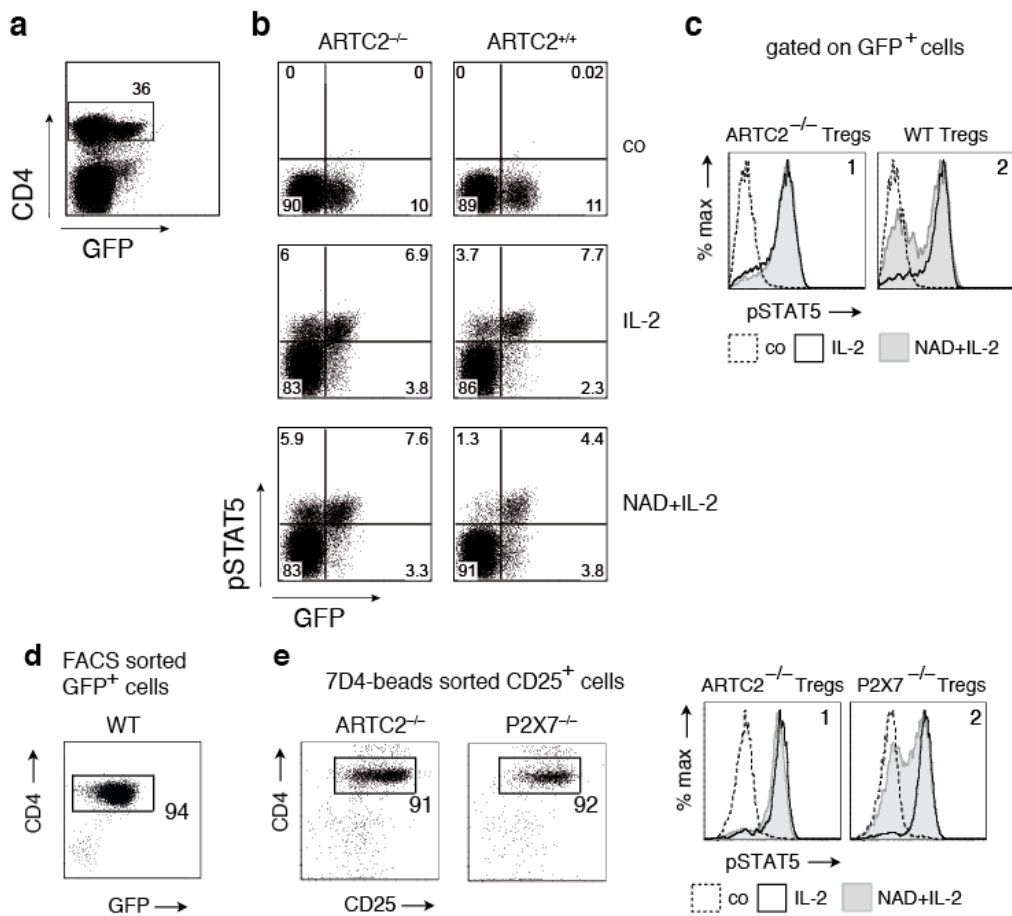 a
36
CD4
GFP
b
ARTC2–/–
ARTC2+/+
0
0
0
0.02
90
10
89
11
co
6
6.9
3.7
7.7
83
3.8
86
2.3
IL-2
5.9
7.6
1.3
4.4
83
3.3
91
3.8
NAD+IL-2
pSTAT5
GFP
c
gated on GFP+ cells
ARTC2–/– Tregs
WT Tregs
1
2
% max
pSTAT5
co
IL-2
NAD+IL-2
d
FACS sorted
GFP+ cells
WT
94
CD4
GFP
e
7D4-beads sorted CD25+ cells
ARTC2–/–
P2X7–/–
91
92
CD4
CD25
ARTC2–/– Tregs
P2X7–/– Tregs
1
2
% max
pSTAT5
co
IL-2
NAD+IL-2